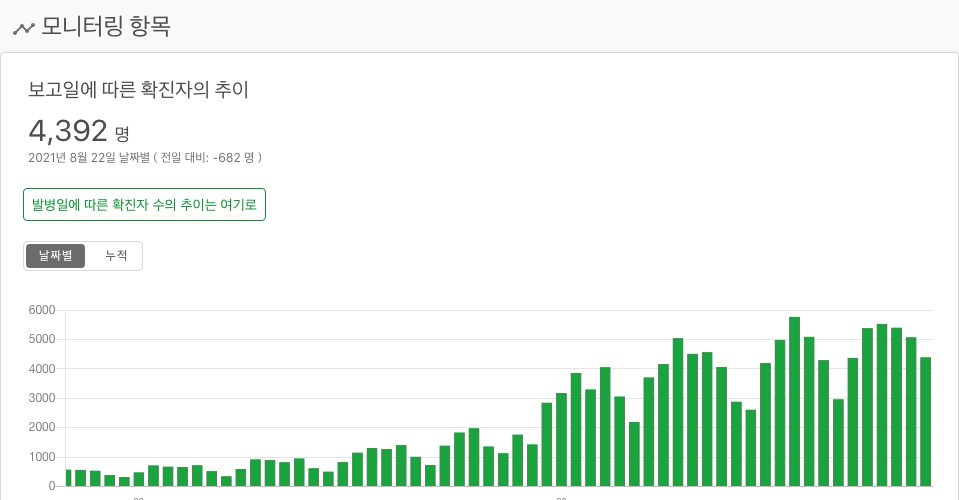 모니터링 항목
보고일에 따른 확진자의 추이
4,392 명
2021년 8월 22일 날짜별 ( 전일 대비: -682 명 )
발병일에 따른 확진자 수의 추이는 여기로
날짜별 누적
6000
5000
4000
3000
2000
1000
0